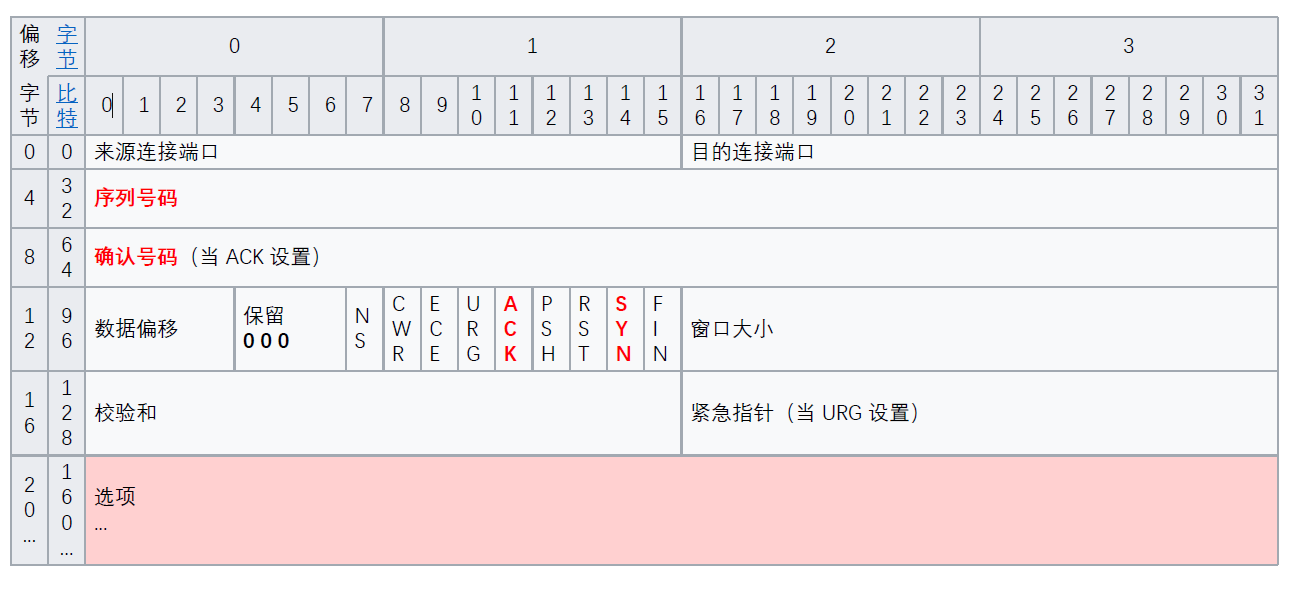 偏移 字节 0 1 2 3
字节 比特 0 1 2 3 4 5 6 7 8 9 10 11 12 13 14 15 16 17 18 19 20 21 22 23 24 25 26 27 28 29 30 31
0 0 来源连接端口 目的连接端口
4 32 序列号码
8 64 确认号码（当 ACK 设置）
12 96 数据偏移 保留 0 0 0 NS CWR ECE URG ACK PSH RST SYN FIN 窗口大小
16 128 校验和 紧急指针（当 URG 设置）
20... 160... 选项
...